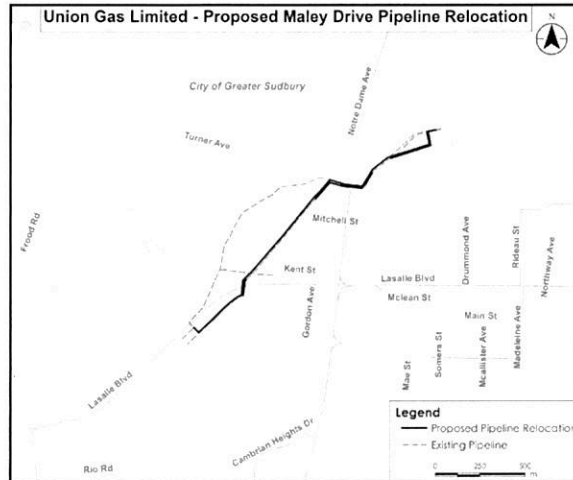 Union Gas Limited - Proposed Maley Drive Pipeline Relocation
N
City of Greater Sudbury
Notre Dame Ave
Turner Ave
Frood Rd
Mitchell St
Drummond Ave
Rideau St
Northway Ave
Kent St
Lasalle Blvd
Mclean St
Gordon Ave
Main St
Mae St
Somers St
Mcallister Ave
Madeleine Ave
Lasalle Blvd
Cambrian Heights Dr
Rio Rd
Legend
Proposed Pipeline Relocation
Existing Pipeline
0 250 500
m